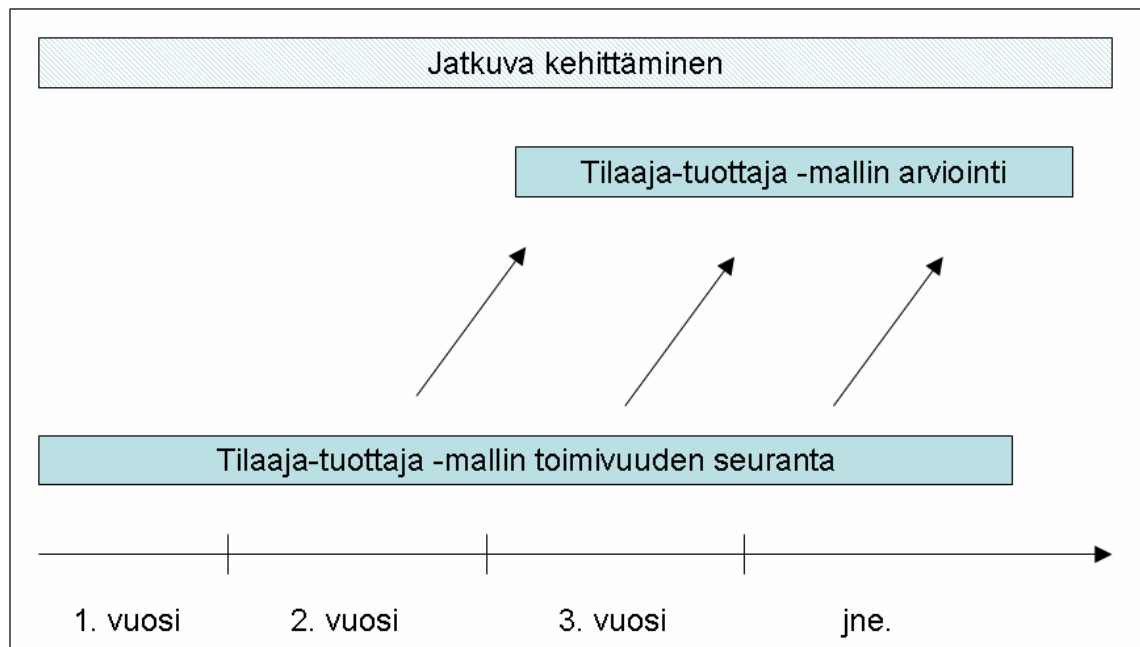 Jatkuva kehittäminen
Tilaaja-tuottaja -mallin arviointi
Tilaaja-tuottaja -mallin toimivuuden seuranta
1. vuosi 2. vuosi 3. vuosi jne.